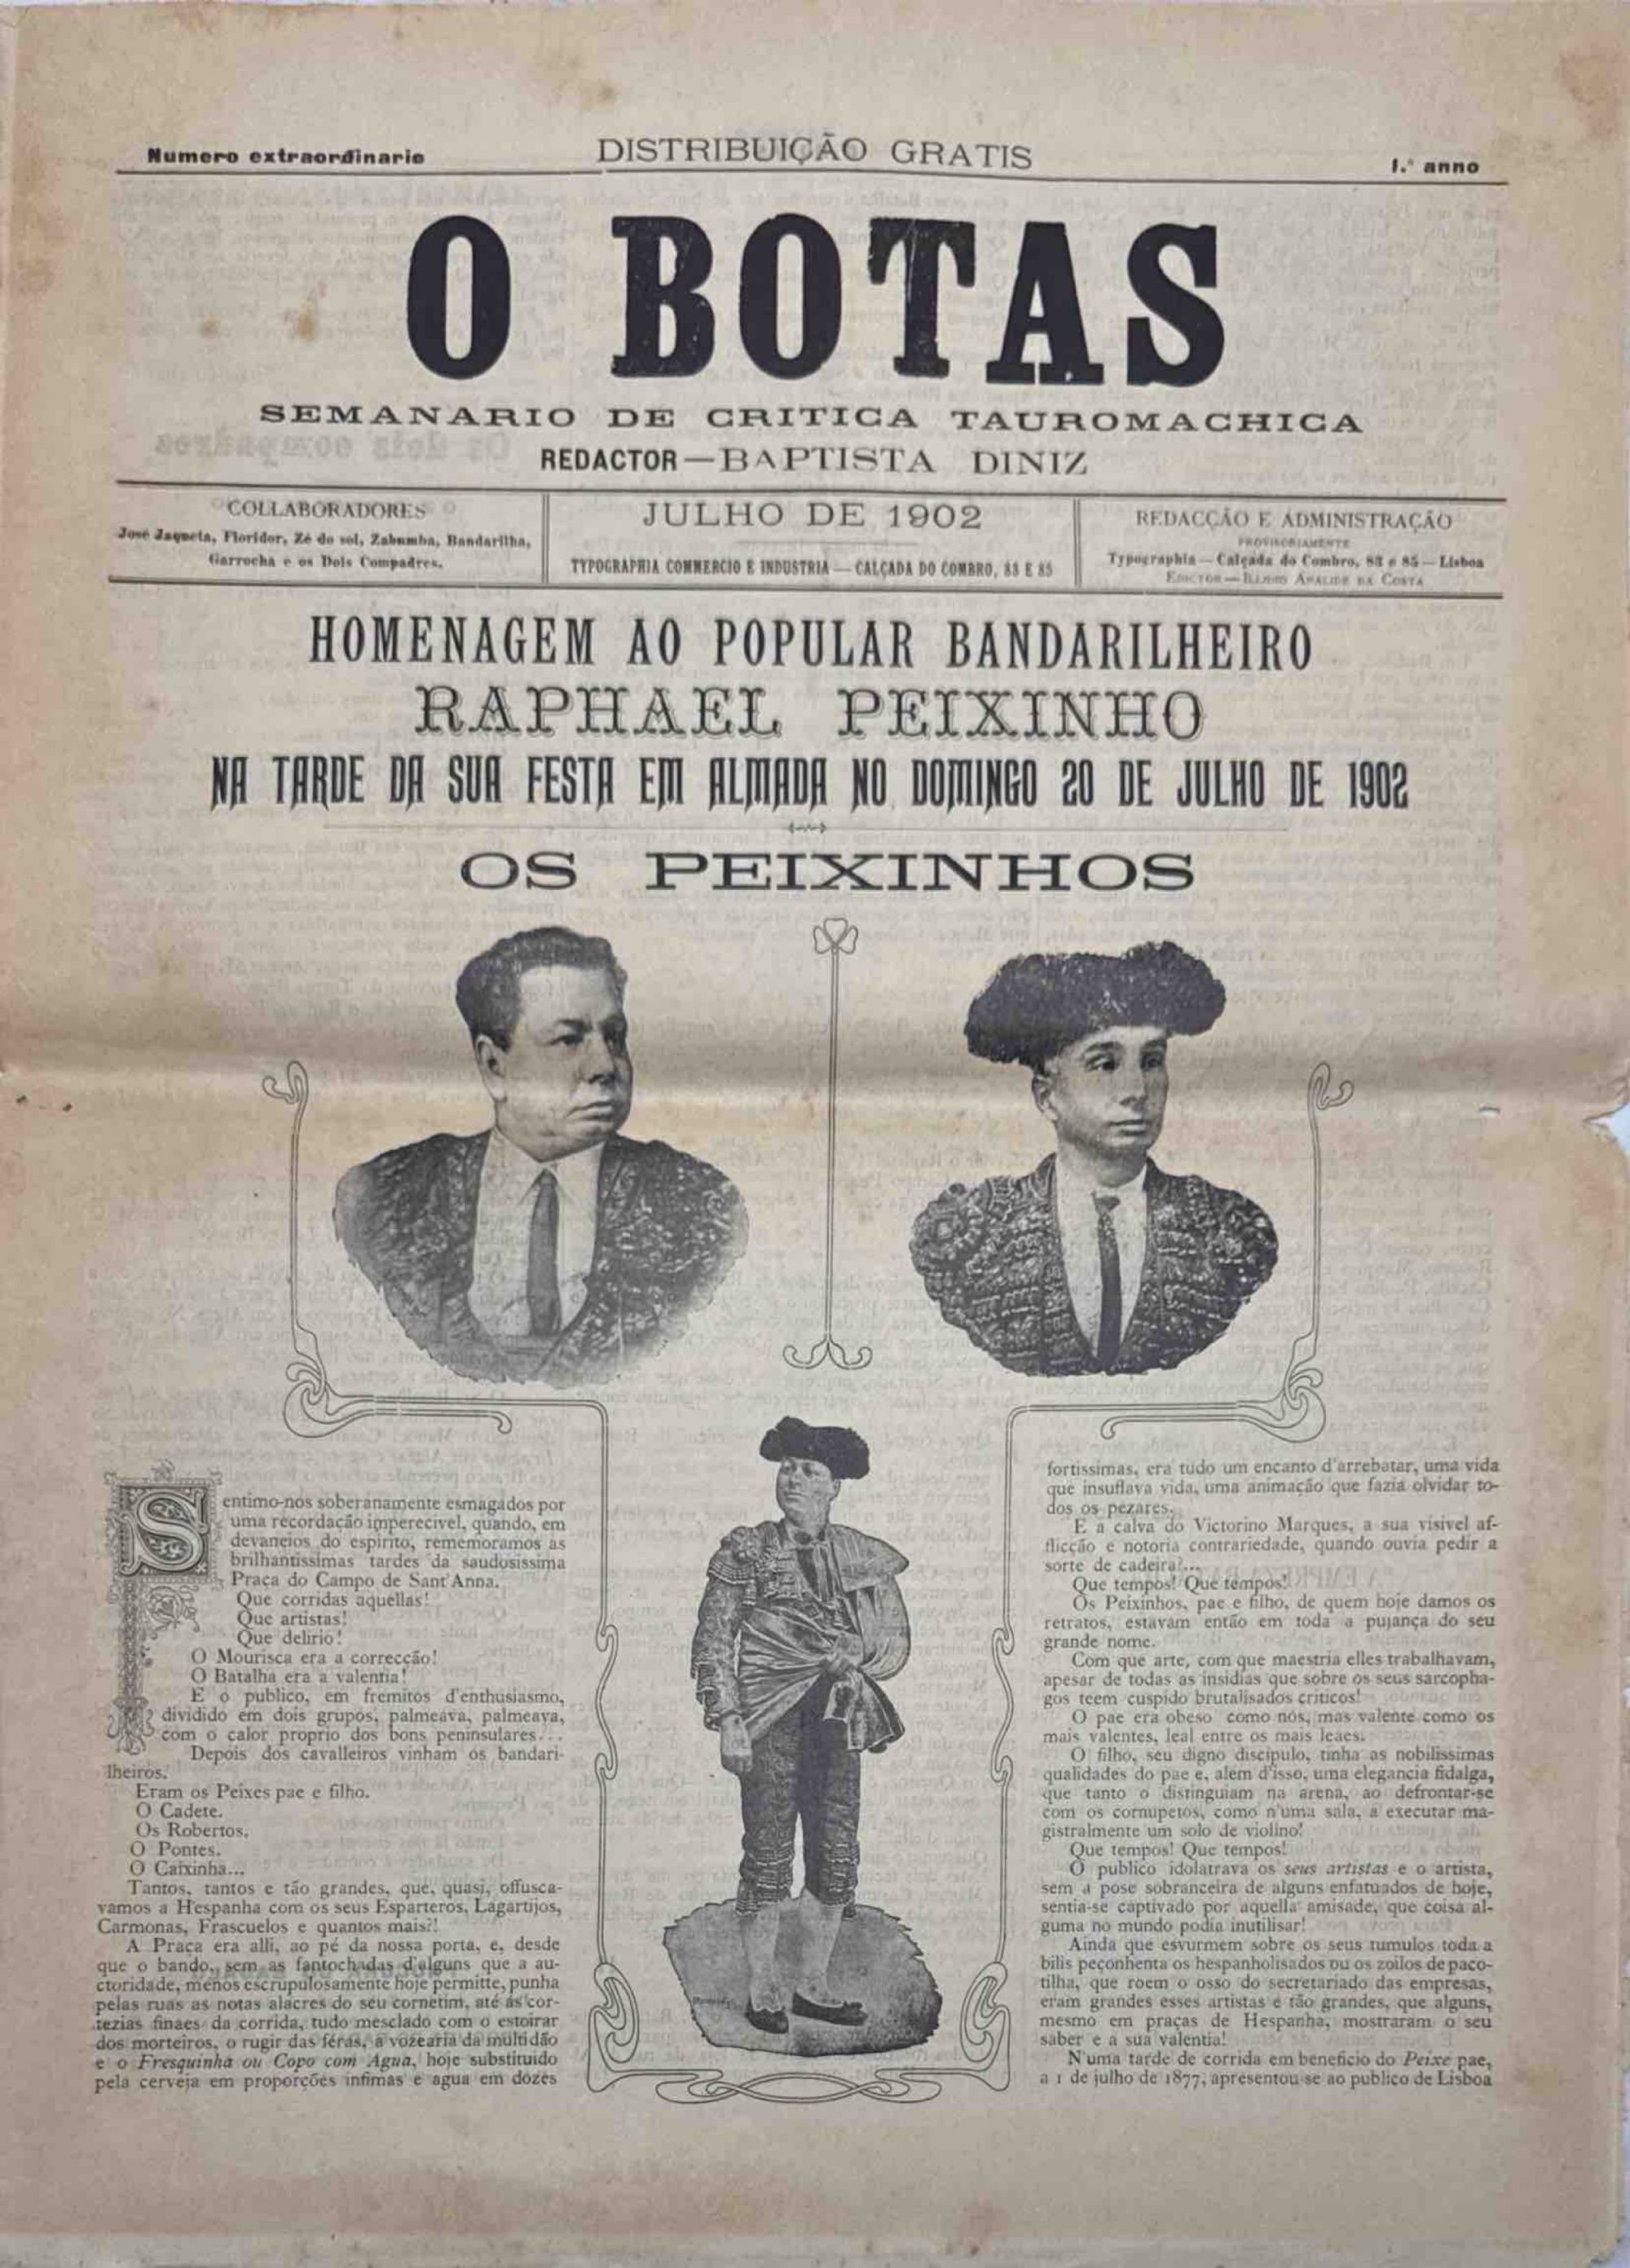 Numero extraordinario
DISTRIBUIÇÃO GRATIS
1.º anno
O BOTAS
SEMANARIO DE CRITICA TAUROMACHICA
REDACTOR—BAPTISTA DINIZ
COLLABORADORES
José Jaqueta, Floridor, Zé do sol, Zabumba, Bandarilha,
Garrocha e os Dois Compadres.
JULHO DE 1902
TYPOGRAPHIA COMMERCIO E INDUSTRIA — CALÇADA DO COMBRO, 83 E 85
REDACÇÃO E ADMINISTRAÇÃO
PROVISORIAMENTE
Typographia — Calçada do Combro, 83 e 85 — Lisboa
EDICTOR — DA COSTA
HOMENAGEM AO POPULAR BANDARILHEIRO
RAPHAEL PEIXINHO
NA TARDE DA SUA FESTA EM ALMADA NO DOMINGO 20 DE JULHO DE 1902
OS PEIXINHOS
Sentimo-nos soberanamente esmagados por
uma recordação imperecivel, quando, em
devaneios do espirito, rememoramos as
brilhantissimas tardes da saudosissima
Praça do Campo de Sant'Anna.
Que corridas aquellas!
Que artistas!
Que delirio!
O Mourisca era a correcção!
O Batalha era a valentia!
E o publico, em fremitos d'enthusiasmo,
dividido em dois grupos, palmeava, palmeava,
com o calor proprio dos bons peninsulares...
Depois dos cavalleiros vinham os bandari-
lheiros.
Eram os Peixes pae e filho.
O Cadete.
Os Robertos.
O Pontes.
O Caixinha...
Tantos, tantos e tão grandes, que, quasi, offusca-
vamos a Hespanha com os seus Esparteros, Lagartijos,
Carmonas, Frascuelos e quantos mais?!
A Praça era alli, ao pé da nossa porta, e, desde
que o bando, sem as fantochadas d'alguns que a au-
ctoridade, menos escrupulosamente hoje permitte, punha
pelas ruas as notas alacres do seu cornetim, até ás cor-
tezias finaes da corrida, tudo mesclado com o estoirar
dos morteiros, o rugir das féras, a vozearia da multidão
e o Fresquinha ou Copo com Agua, hoje substituido
pela cerveja em proporções infimas e agua em dozes
fortissimas, era tudo um encanto d'arrebatar, uma vida
que insuflava vida, uma animação que fazia olvidar to-
dos os pezares.
E a calva do Victorino Marques, a sua visivel af-
flicção e notoria contrariedade, quando ouvia pedir a
sorte de cadeira?...
Que tempos! Que tempos!
Os Peixinhos, pae e filho, de quem hoje damos os
retratos, estavam então em toda a pujança do seu
grande nome.
Com que arte, com que maestria elles trabalhavam,
apesar de todas as insidias que sobre os seus sarcopha-
gos teem cuspido brutalisados criticos!
O pae era obeso como nós, mas valente como os
mais valentes, leal entre os mais leaes.
O filho, seu digno discipulo, tinha as nobilissimas
qualidades do pae e, alem d'isso, uma elegancia fidalga,
que tanto o distinguiam na arena, ao defrontar-se
com os cornupetos, como n'uma sala, a executar ma-
gistralmente um solo de violino!
Que tempos! Que tempos!
O publico idolatrava os seus artistas e o artista,
sem a pose sobranceira de alguns enfatuados de hoje,
sentia-se captivado por aquella amisade, que coisa al-
guma no mundo podia inutilisar!
Ainda que esvurmem sobre os seus tumulos toda a
bilis peçonhenta os hespanholisados ou os zoilos de paco-
tilha, que roem o osso do secretariado das empresas,
eram grandes esses artistas e tão grandes, que alguns,
mesmo em praças de Hespanha, mostraram o seu
saber e a sua valentia!
N'uma tarde de corrida em beneficio do Peixe pae,
a 1 de julho de 1877, apresentou-se ao publico de Lisboa